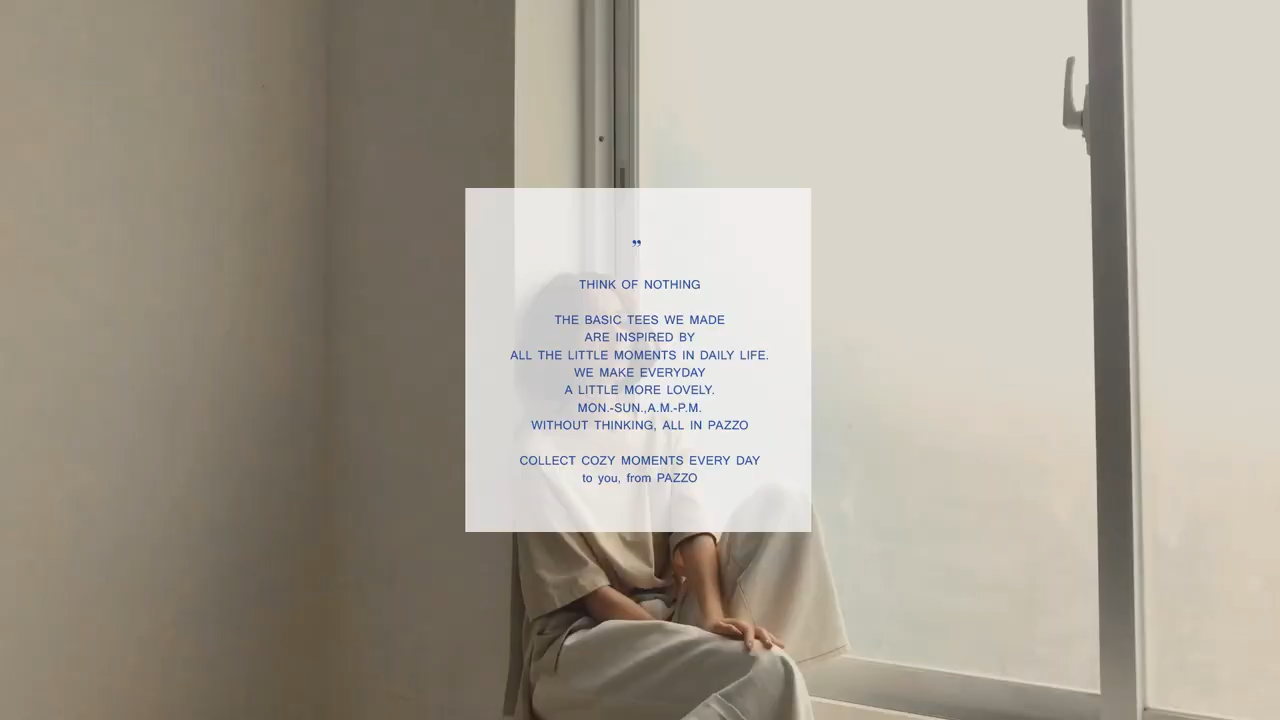 ”
THINK OF NOTHING
THE BASIC TEES WE MADE
ARE INSPIRED BY
ALL THE LITTLE MOMENTS IN DAILY LIFE.
WE MAKE EVERYDAY
A LITTLE MORE LOVELY.
MON.-SUN.,A.M.-P.M.
WITHOUT THINKING, ALL IN PAZZO
COLLECT COZY MOMENTS EVERY DAY
to you, from PAZZO